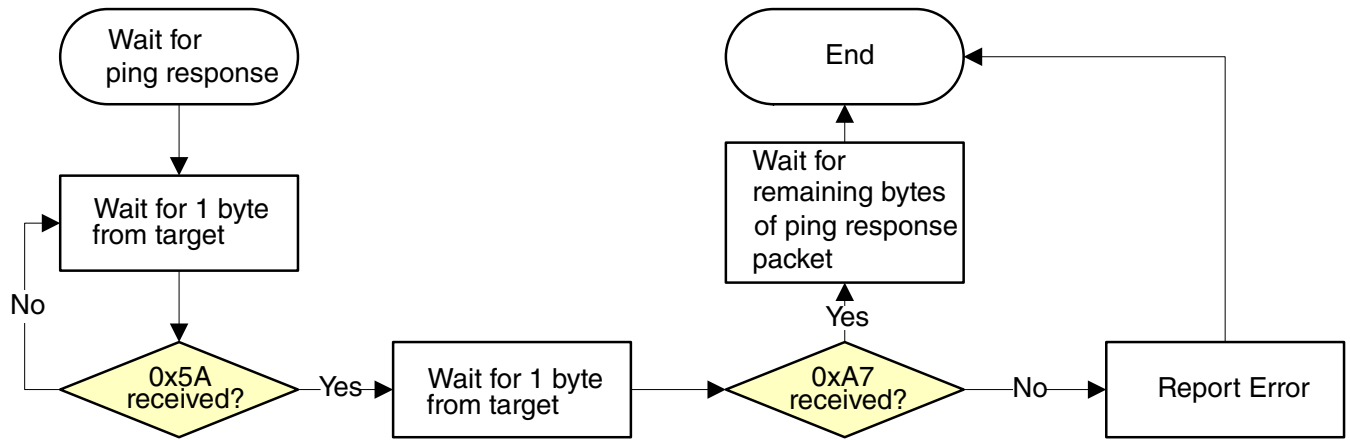 Wait for
ping response
Wait for 1 byte
from target
No
0x5A
received?
Yes
Wait for 1 byte
from target
0xA7
received?
Yes
Wait for
remaining bytes
of ping response
packet
End
No
Report Error